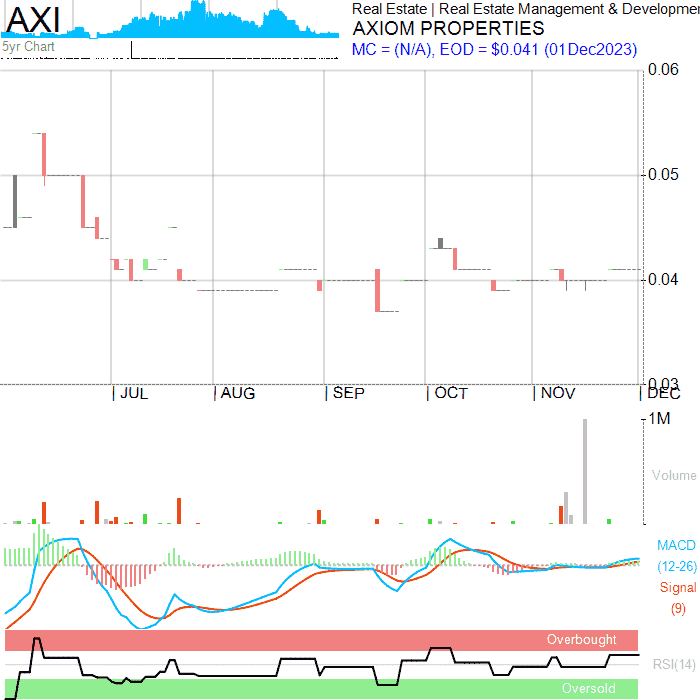 AXI
Real Estate | Real Estate Management & Developmen
AXIOM PROPERTIES
5yr Chart
MC = (N/A), EOD = $0.041 (01Dec2023)
0.06
0.05
0.04
0.03
JUL
AUG
SEP
OCT
NOV
DEC
1M
Volume
MACD
(12-26)
Signal
(9)
Overbought
RSI(14)
Oversold